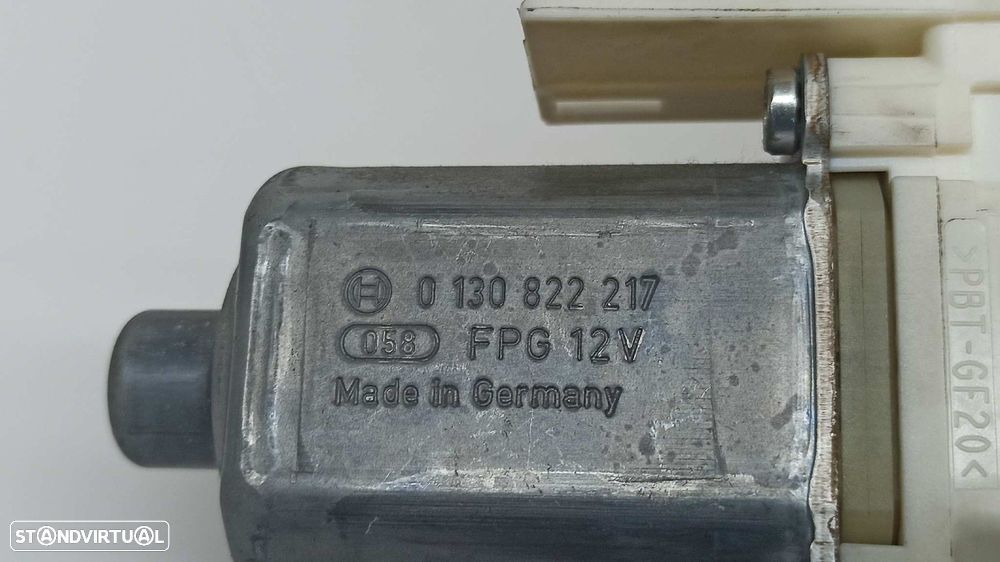 0 130 822 217
058 FPG 12V
Made in Germany
>PBT-GF20<
STANDVIRTUAL